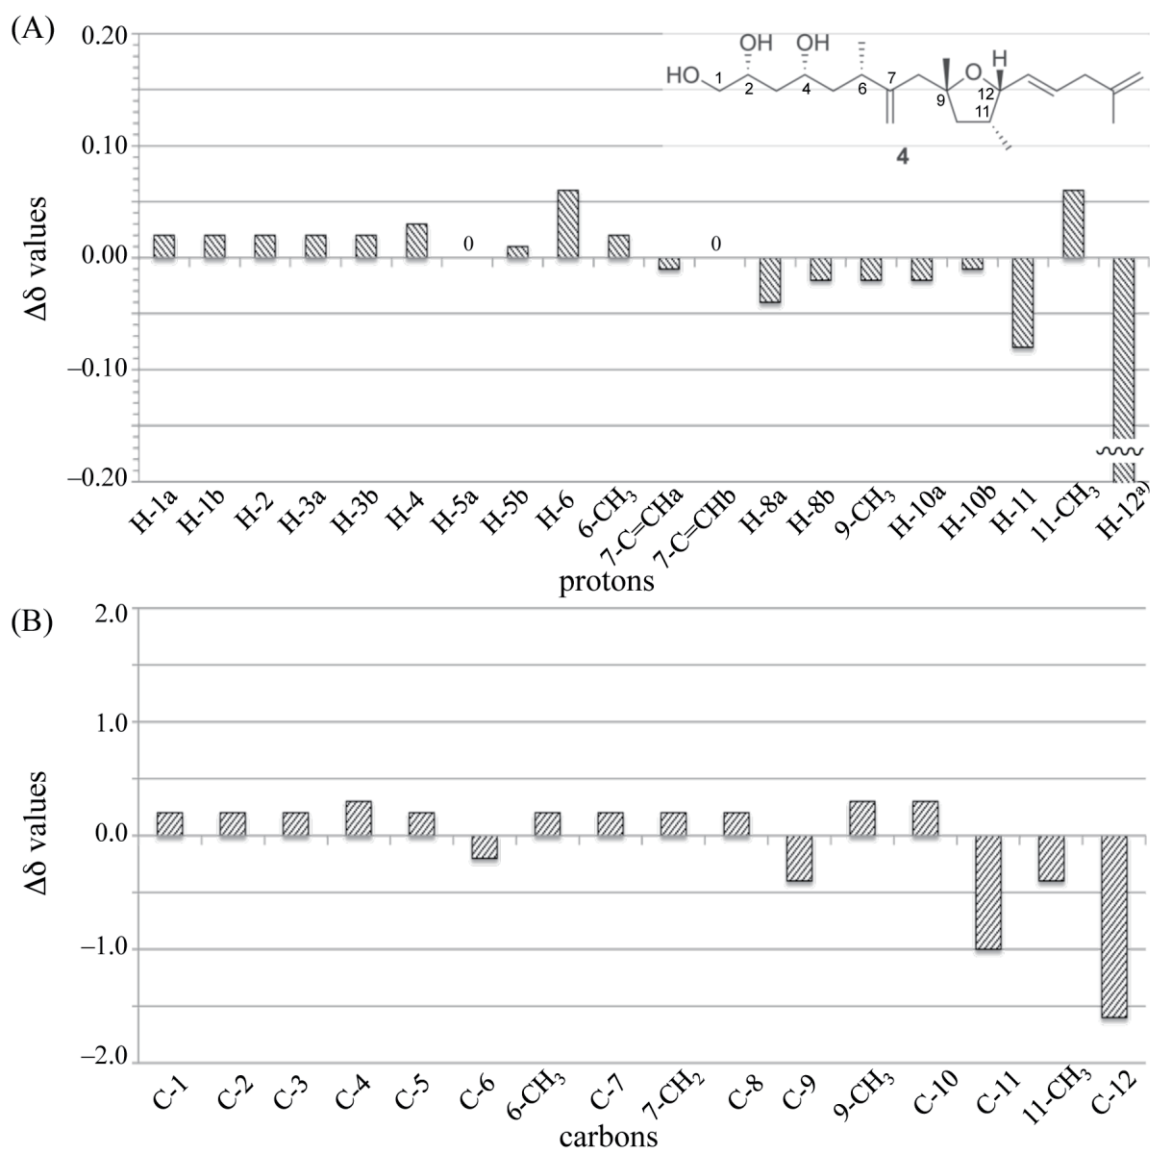 (A)
0.20
0.10
0.00
–0.10
–0.20
Δδ values
OH OH
HO 1 2 4 6 7 9 O H 12 11
4
0 0
H-1a H-1b H-2 H-3a H-3b H-4 H-5a H-5b H-6 6-CH₃ 7-C=CHa 7-C=CHb H-8a H-8b 9-CH₃ H-10a H-10b H-11 11-CH₃ H-12ᵃ⁾
protons
(B)
2.0
1.0
0.0
–1.0
–2.0
Δδ values
C-1 C-2 C-3 C-4 C-5 C-6 6-CH₃ C-7 7-CH₂ C-8 C-9 9-CH₃ C-10 C-11 11-CH₃ C-12
carbons